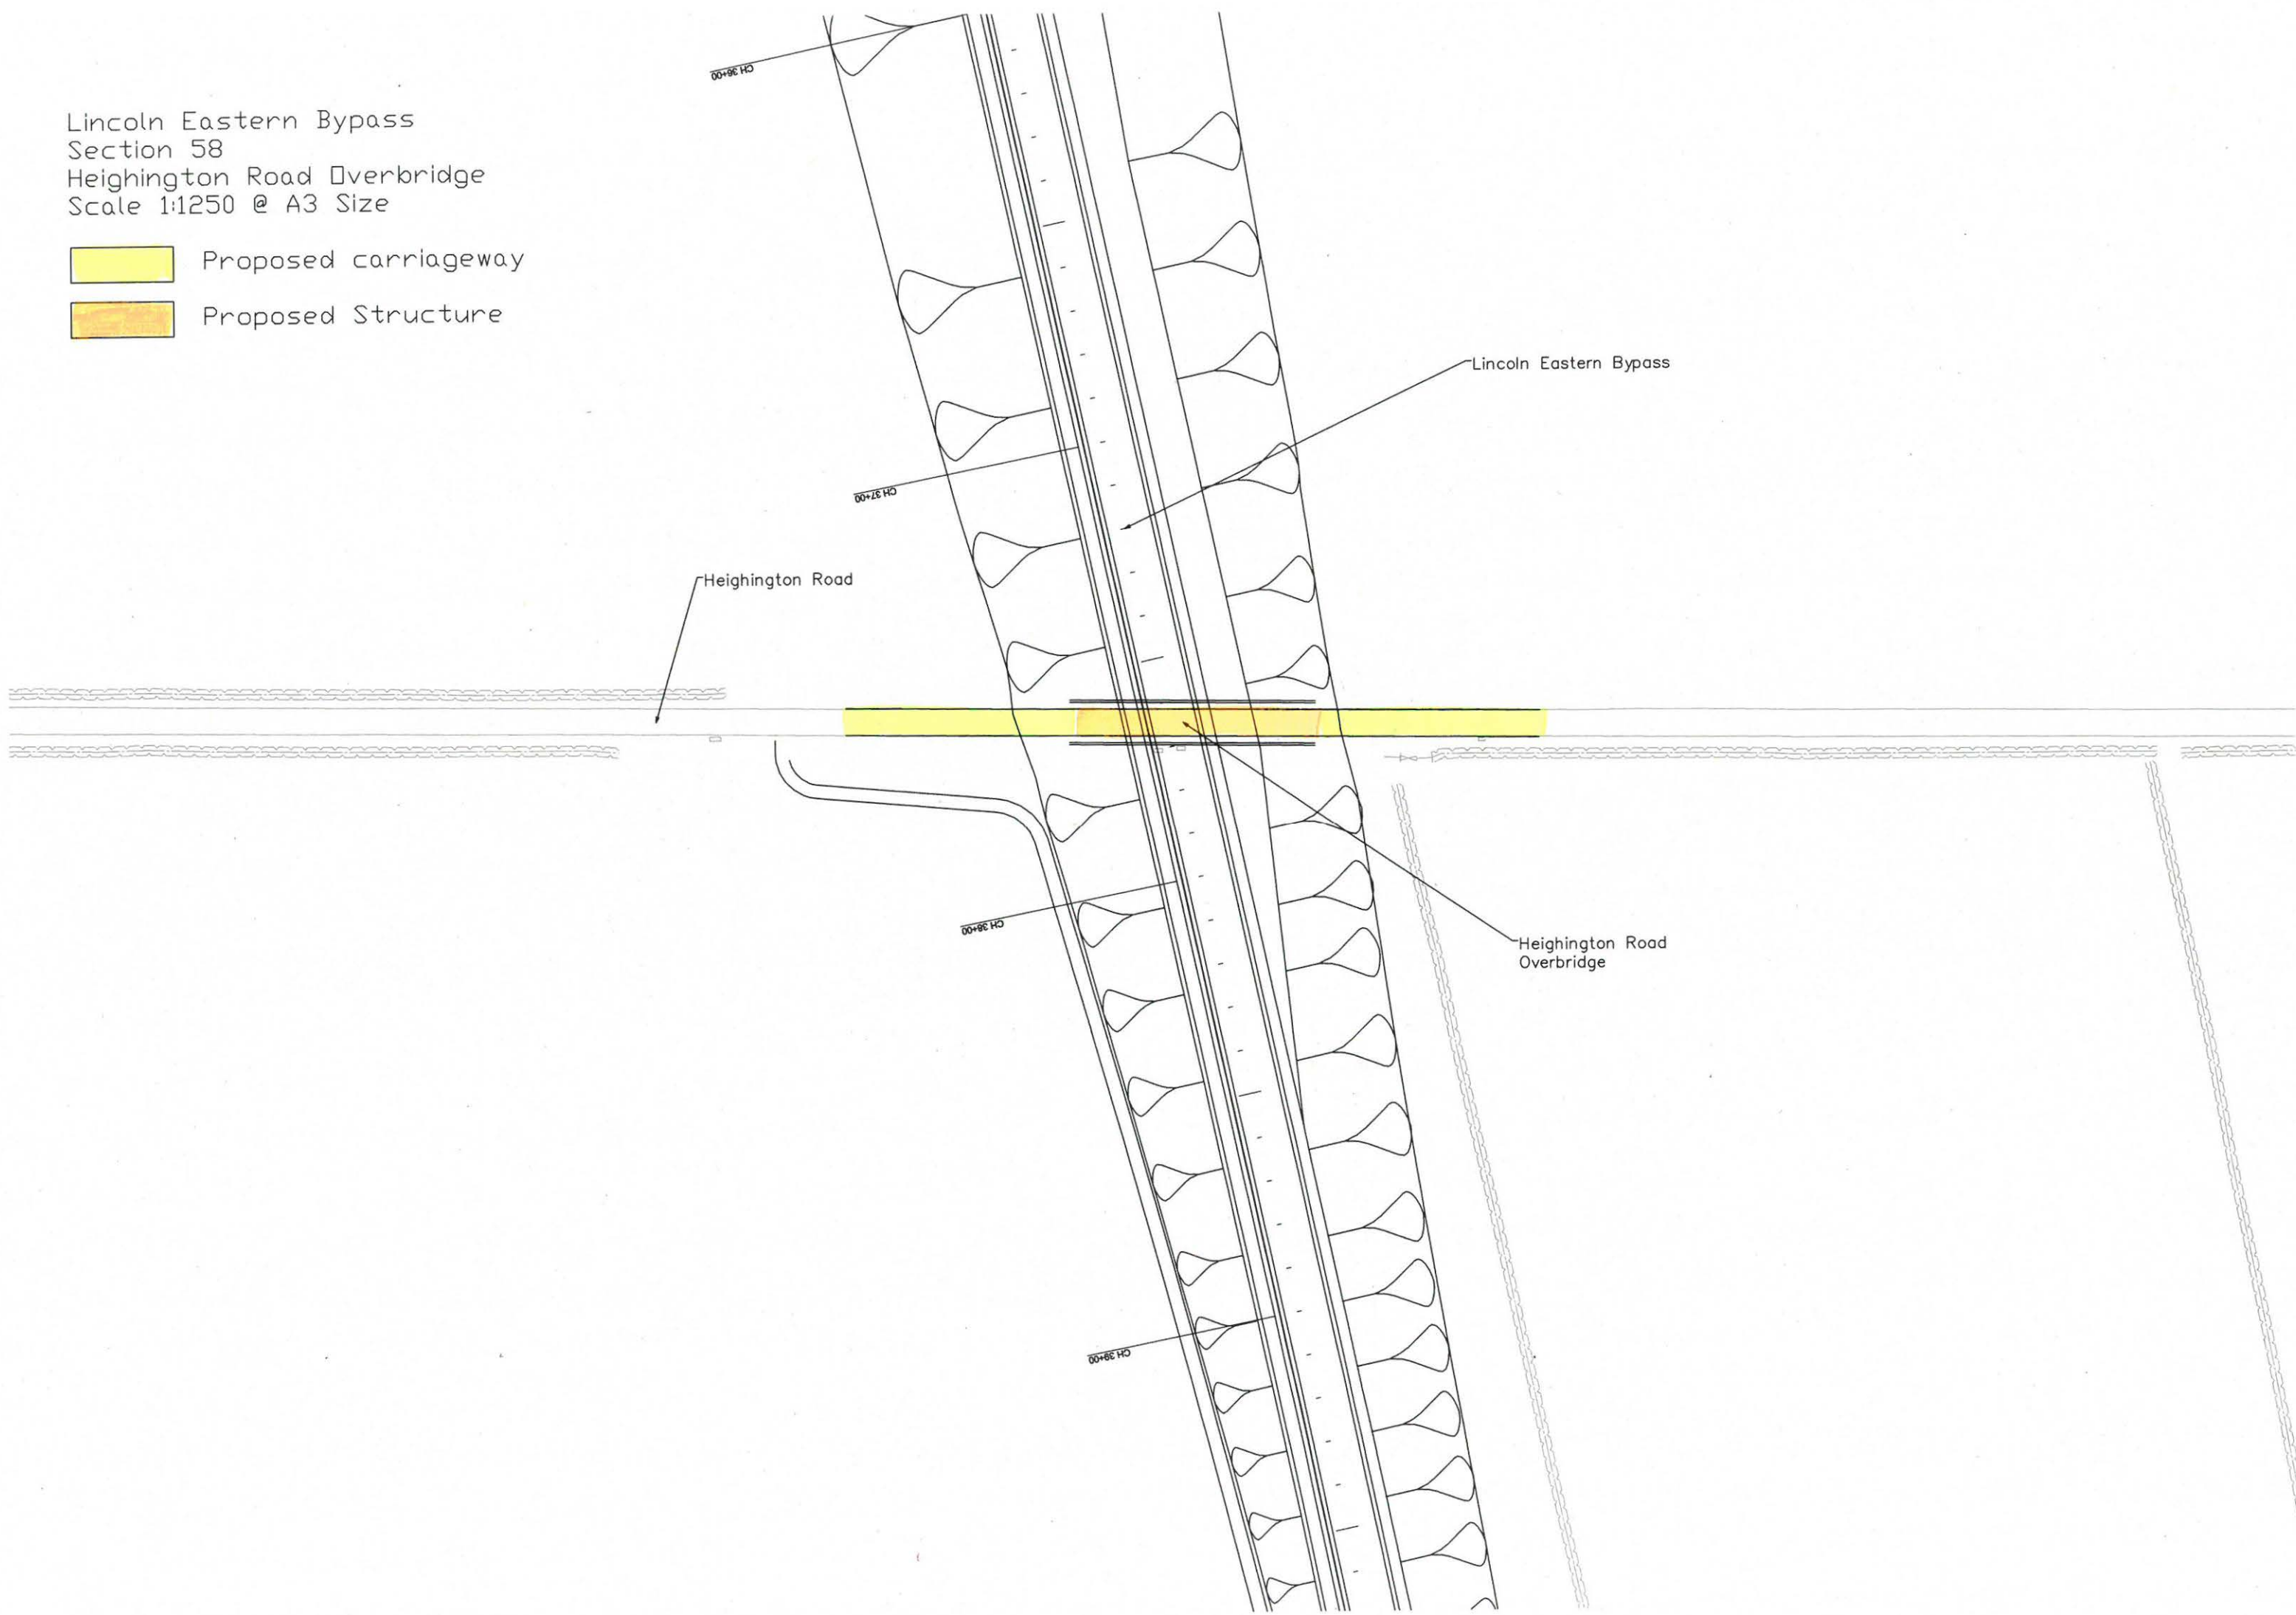 Lincoln Eastern Bypass
Section 58
Heighington Road Overbridge
Scale 1:1250 @ A3 Size
Proposed carriageway
Proposed Structure
CH 36+00
Lincoln Eastern Bypass
CH 37+00
Heighington Road
CH 38+00
Heighington Road
Overbridge
CH 39+00